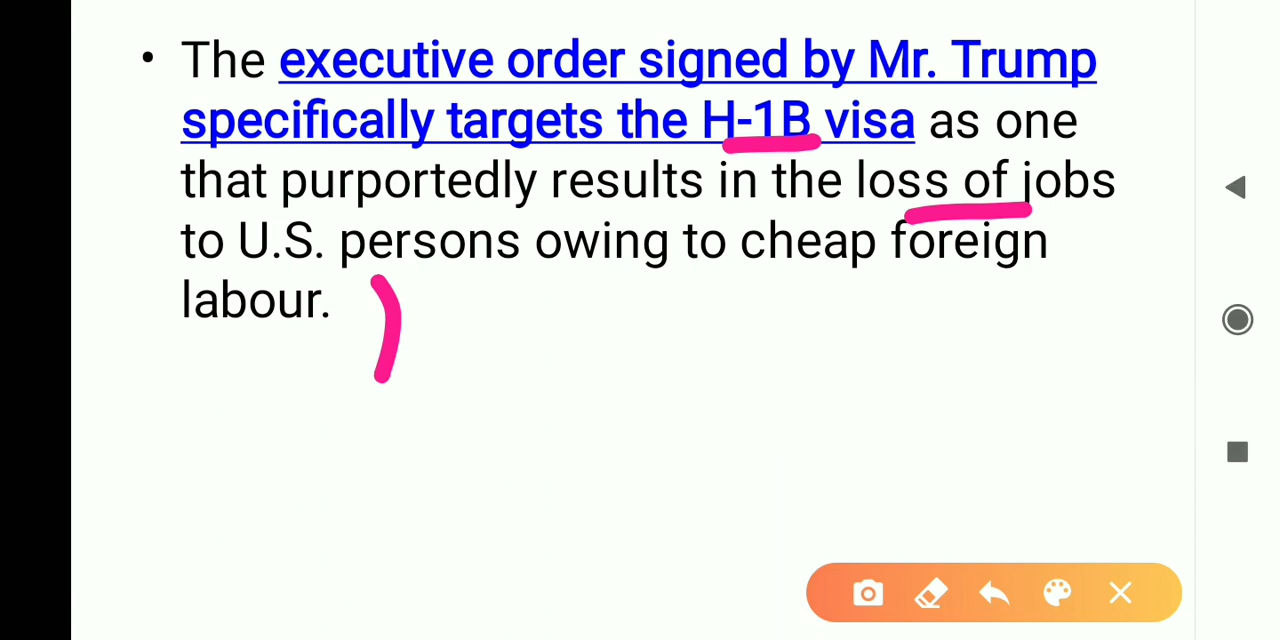 • The executive order signed by Mr. Trump
specifically targets the H-1B visa as one
that purportedly results in the loss of jobs
to U.S. persons owing to cheap foreign
labour.